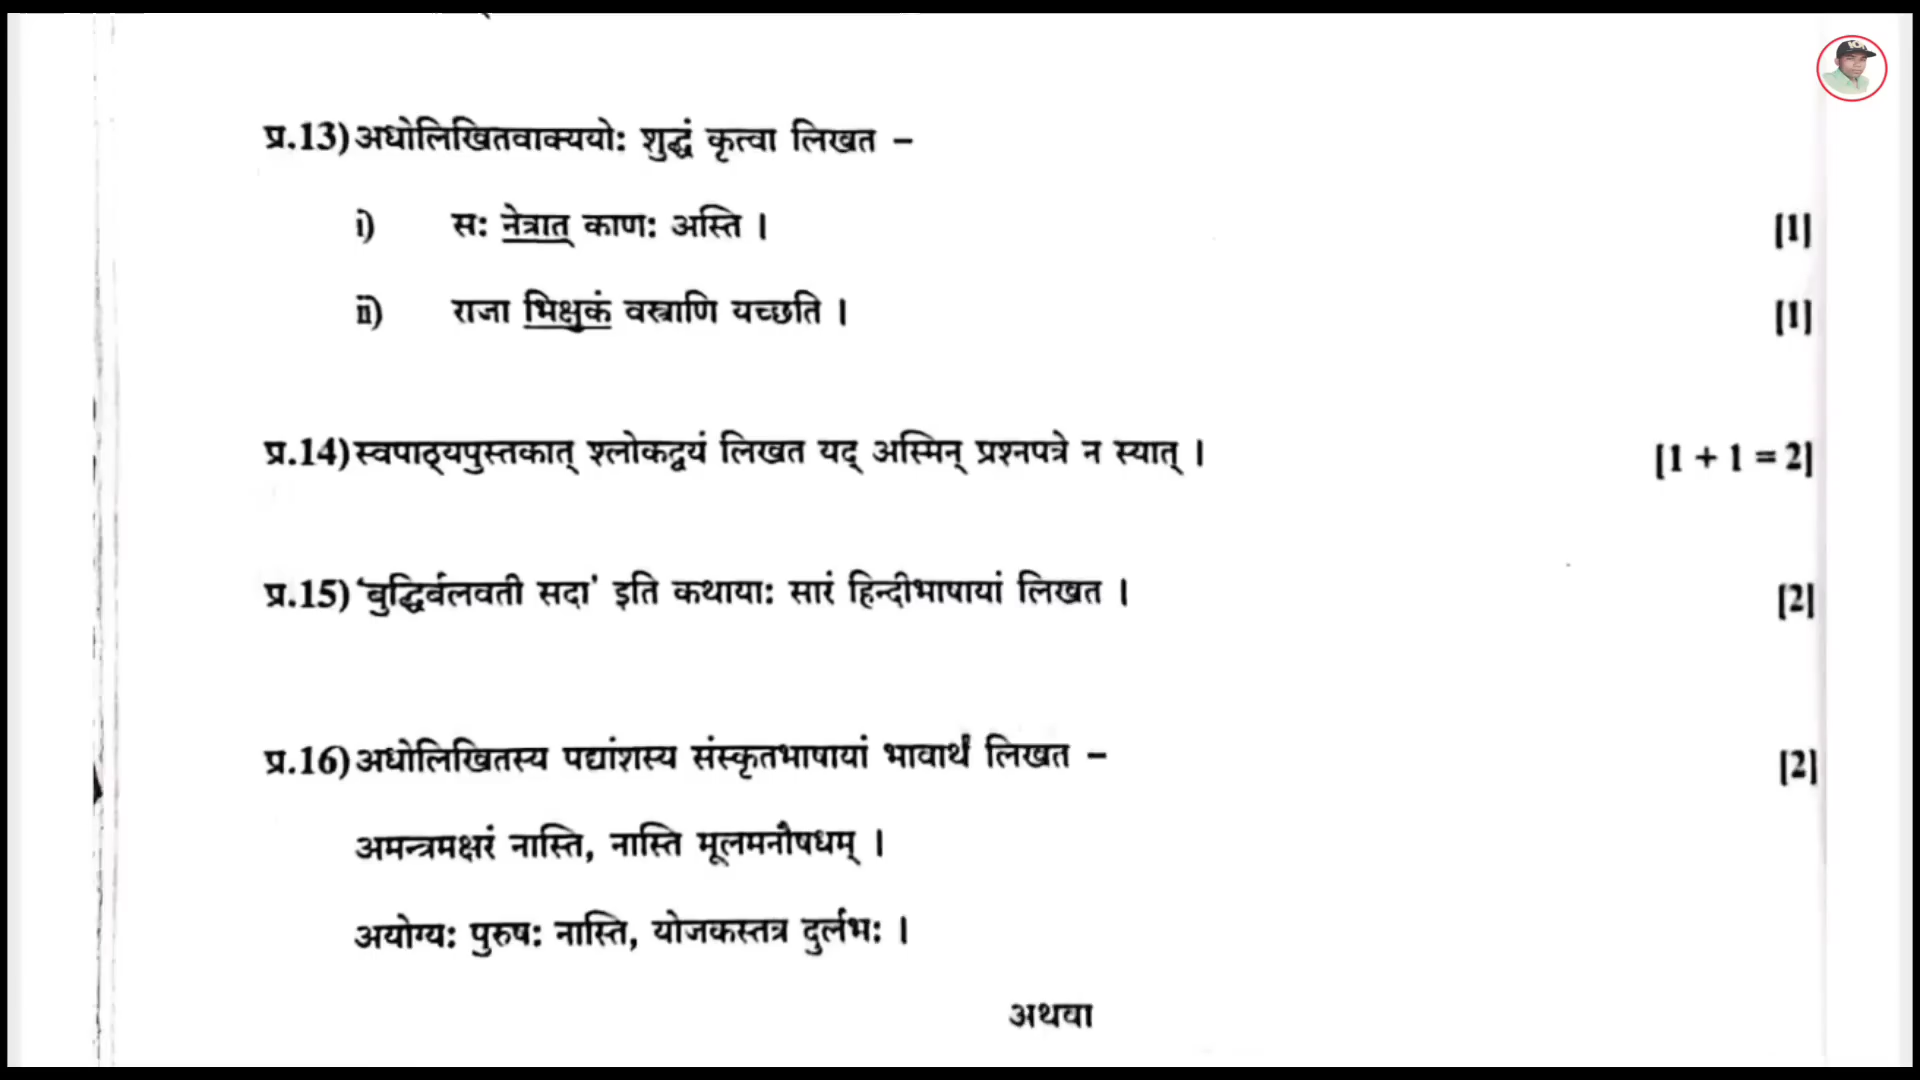 प्र.13) अधोलिखितवाक्ययोः शुद्धं कृत्वा लिखत –
i) सः नेत्रात् काणः अस्ति । [1]
ii) राजा भिक्षुकं वस्त्राणि यच्छति । [1]
प्र.14) स्वपाठ्यपुस्तकात् श्लोकद्वयं लिखत यद् अस्मिन् प्रश्नपत्रे न स्यात् । [1 + 1 = 2]
प्र.15) ‘बुद्धिर्बलवती सदा’ इति कथायाः सारं हिन्दीभाषायां लिखत । [2]
प्र.16) अधोलिखितस्य पद्यांशस्य संस्कृतभाषायां भावार्थं लिखत – [2]
अमन्त्रमक्षरं नास्ति, नास्ति मूलमनौषधम् ।
अयोग्यः पुरुषः नास्ति, योजकस्तत्र दुर्लभः ।
अथवा